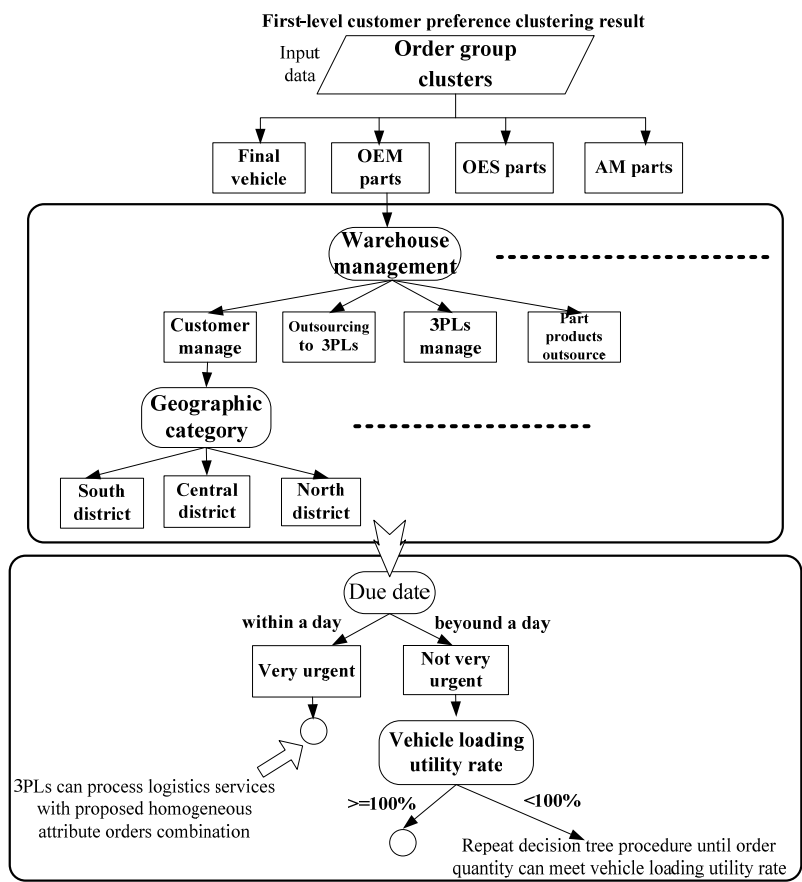 First-level customer preference clustering result
Input
data
Order group
clusters
Final
vehicle
OEM
parts
OES parts
AM parts
Warehouse
management
Customer
manage
Outsourcing
to 3PLs
3PLs
manage
Part
products
outsource
Geographic
category
South
district
Central
district
North
district
Due date
within a day
beyound a day
Very urgent
Not very
urgent
Vehicle loading
utility rate
3PLs can process logistics services
with proposed homogeneous
attribute orders combination
>=100%
<100%
Repeat decision tree procedure until order
quantity can meet vehicle loading utility rate